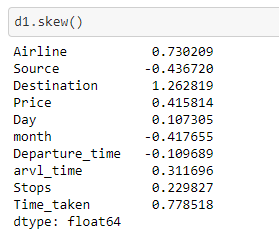 d1.skew()
Airline 0.730209
Source -0.436720
Destination 1.262819
Price 0.415814
Day 0.107305
month -0.417655
Departure_time -0.109689
arvl_time 0.311696
Stops 0.229827
Time_taken 0.778518
dtype: float64